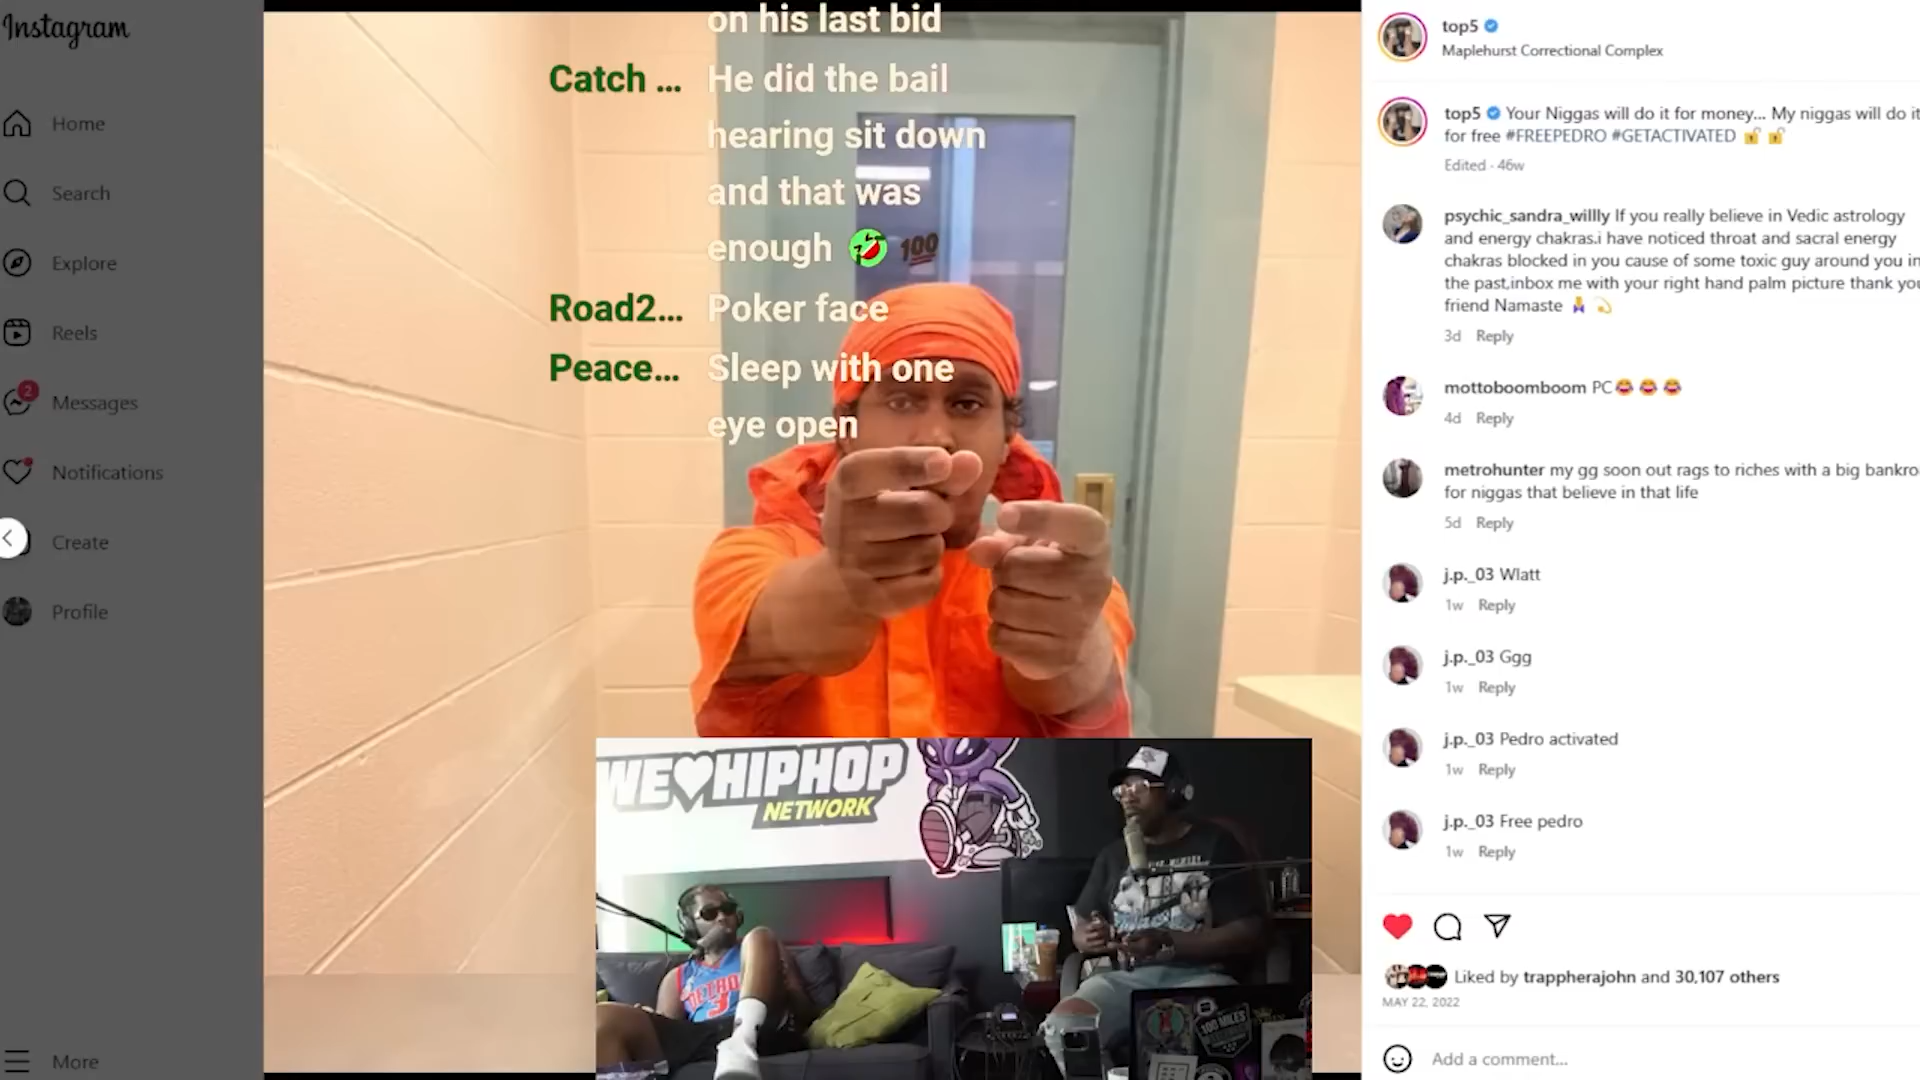 Instagram
Home
Search
Explore
Reels
2
Messages
Notifications
Create
Profile
More
on his last bid
Catch ... He did the bail
hearing sit down
and that was
enough 🤣 💯
Road2... Poker face
Peace... Sleep with one
eye open
WE HIPHOP
NETWORK
DETROIT
3
100 MILES
top5
Maplehurst Correctional Complex
top5 Your Niggas will do it for money... My niggas will do it
for free #FREEPEDRO #GETACTIVATED 🔓 🔓
Edited · 46w
psychic_sandra_willly If you really believe in Vedic astrology
and energy chakras.i have noticed throat and sacral energy
chakras blocked in you cause of some toxic guy around you in
the past,inbox me with your right hand palm picture thank you
friend Namaste 🧘‍♀️ 💫
3d Reply
mottoboomboom PC😂 😂 😂
4d Reply
metrohunter my gg soon out rags to riches with a big bankro
for niggas that believe in that life
5d Reply
j.p._03 Wlatt
1w Reply
j.p._03 Ggg
1w Reply
j.p._03 Pedro activated
1w Reply
j.p._03 Free pedro
1w Reply
Liked by trappherajohn and 30,107 others
MAY 22, 2022
Add a comment...